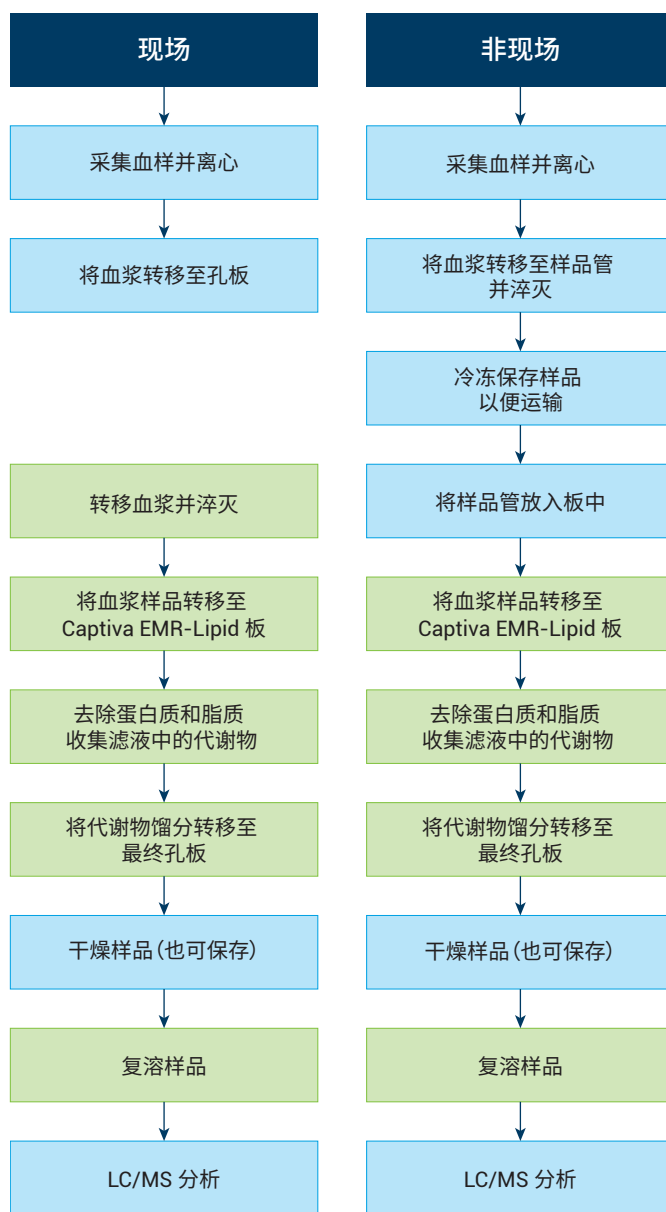 现场
采集血样并离心
将血浆转移至孔板
转移血浆并淬灭
将血浆样品转移至
Captiva EMR-Lipid 板
去除蛋白质和脂质
收集滤液中的代谢物
将代谢物馏分转移至
最终孔板
干燥样品(也可保存)
复溶样品
LC/MS 分析
非现场
采集血样并离心
将血浆转移至样品管
并淬灭
冷冻保存样品
以便运输
将样品管放入板中
将血浆样品转移至
Captiva EMR-Lipid 板
去除蛋白质和脂质
收集滤液中的代谢物
将代谢物馏分转移至
最终孔板
干燥样品(也可保存)
复溶样品
LC/MS 分析